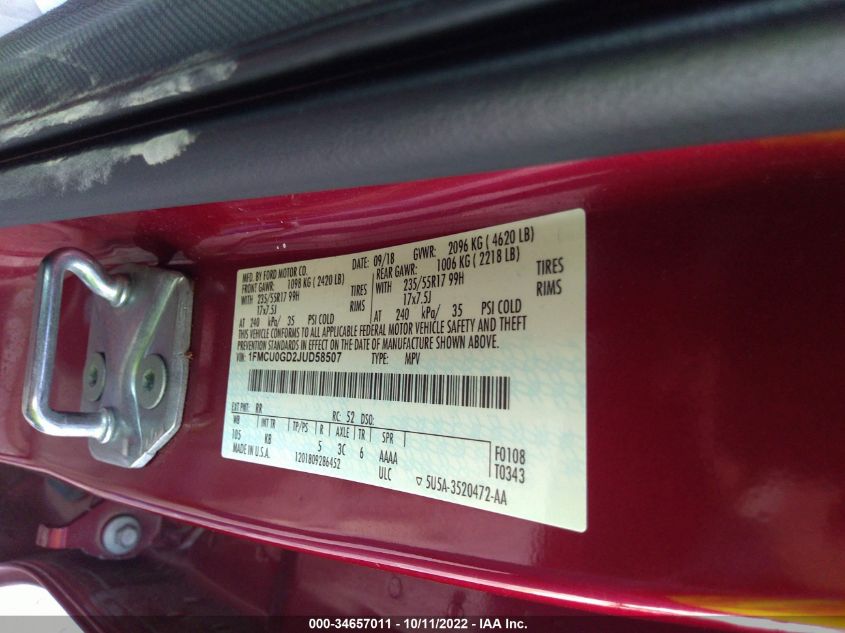 MFD. BY FORD MOTOR CO. DATE: 09/18 GVWR: 2096 KG ( 4620 LB)
FRONT GAWR: 1098 KG ( 2420 LB) REAR GAWR: 1006 KG ( 2218 LB)
WITH 235/55R17 99H TIRES WITH 235/55R17 99H TIRES
17x7.5J RIMS 17x7.5J RIMS
AT 240 kPa/ 35 PSI COLD AT 240 kPa/ 35 PSI COLD
THIS VEHICLE CONFORMS TO ALL APPLICABLE FEDERAL MOTOR VEHICLE SAFETY AND THEFT
PREVENTION STANDARDS IN EFFECT ON THE DATE OF MANUFACTURE SHOWN ABOVE.
VIN: 1FMCU0GD2JUD58507 TYPE: MPV
EXT PNT: RR RC: 52 DSO:
WB INT TR TP/PS R AXLE TR SPR
105 KB 5 3C 6 AAAA F0108
MADE IN U.S.A. 1201809286452 ULC T0343
▽ 5U5A-3520472-AA
000-34657011 - 10/11/2022 - IAA Inc.